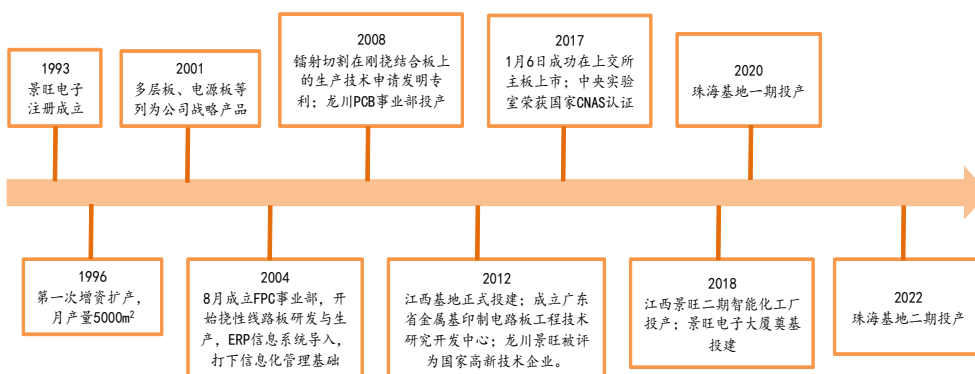 1993
景旺电子
注册成立
2001
多层板、电源板等
列为公司战略产品
2008
镭射切割在刚挠结合板上
的生产技术申请发明专
利；龙川PCB事业部投产
2017
1月6日成功在上交所
主板上市；中央实验
室荣获国家CNAS认证
2020
珠海基地一期投产
1996
第一次增资扩产，
月产量5000m²
2004
8月成立FPC事业部，开
始挠性线路板研发与生
产，ERP信息系统导入，
打下信息化管理基础
2012
江西基地正式投建；成立广东
省金属基印制电路板工程技术
研究开发中心；龙川景旺被评
为国家高新技术企业。
2018
江西景旺二期智能化工厂
投产；景旺电子大厦奠基
投建
2022
珠海基地二期投产